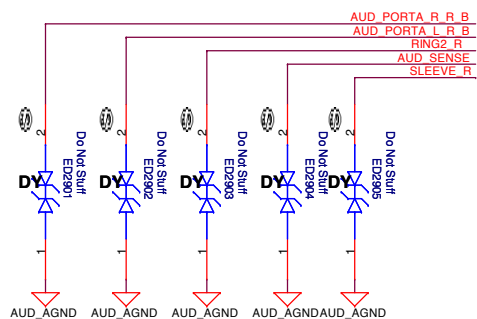 AUD_PORTA_R_R_B
AUD_PORTA_L_R_B
RING2_R
AUD_SENSE
SLEEVE_R
2
2
2
2
2
DY
Do Not Stuff
ED2901
DY
Do Not Stuff
ED2902
DY
Do Not Stuff
ED2903
DY
Do Not Stuff
ED2904
DY
Do Not Stuff
ED2905
1
1
1
1
1
AUD_AGND
AUD_AGND
AUD_AGND
AUD_AGND
AUD_AGND